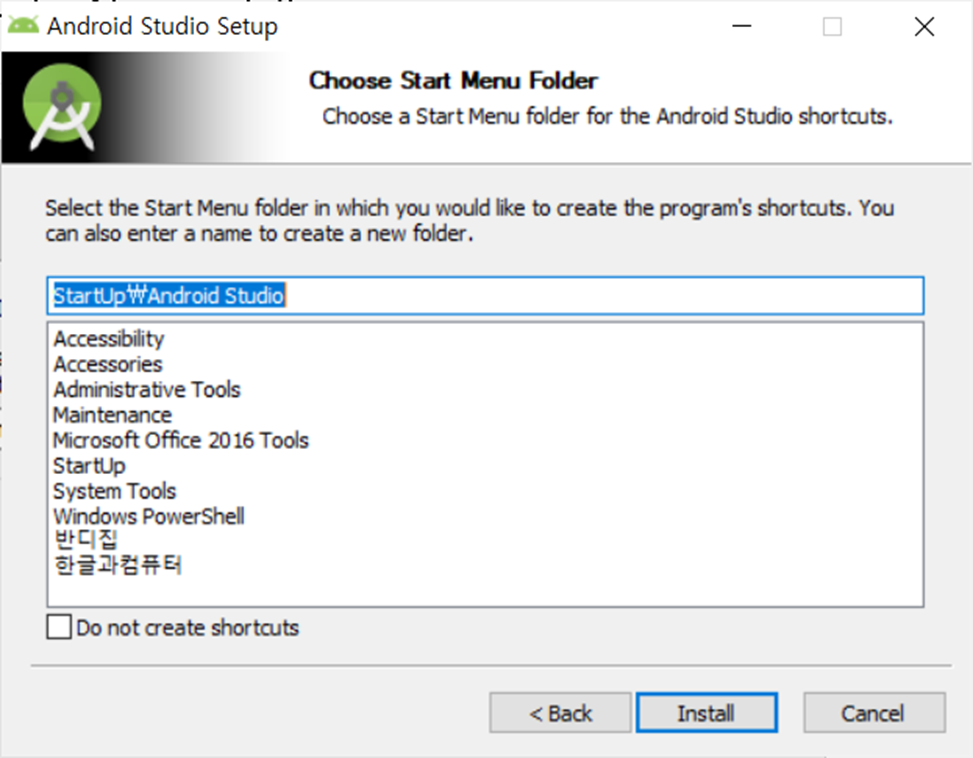 Android Studio Setup
Choose Start Menu Folder
Choose a Start Menu folder for the Android Studio shortcuts.
Select the Start Menu folder in which you would like to create the program's shortcuts. You
can also enter a name to create a new folder.
StartUp₩Android Studio
Accessibility
Accessories
Administrative Tools
Maintenance
Microsoft Office 2016 Tools
StartUp
System Tools
Windows PowerShell
반디집
한글과컴퓨터
Do not create shortcuts
< Back
Install
Cancel